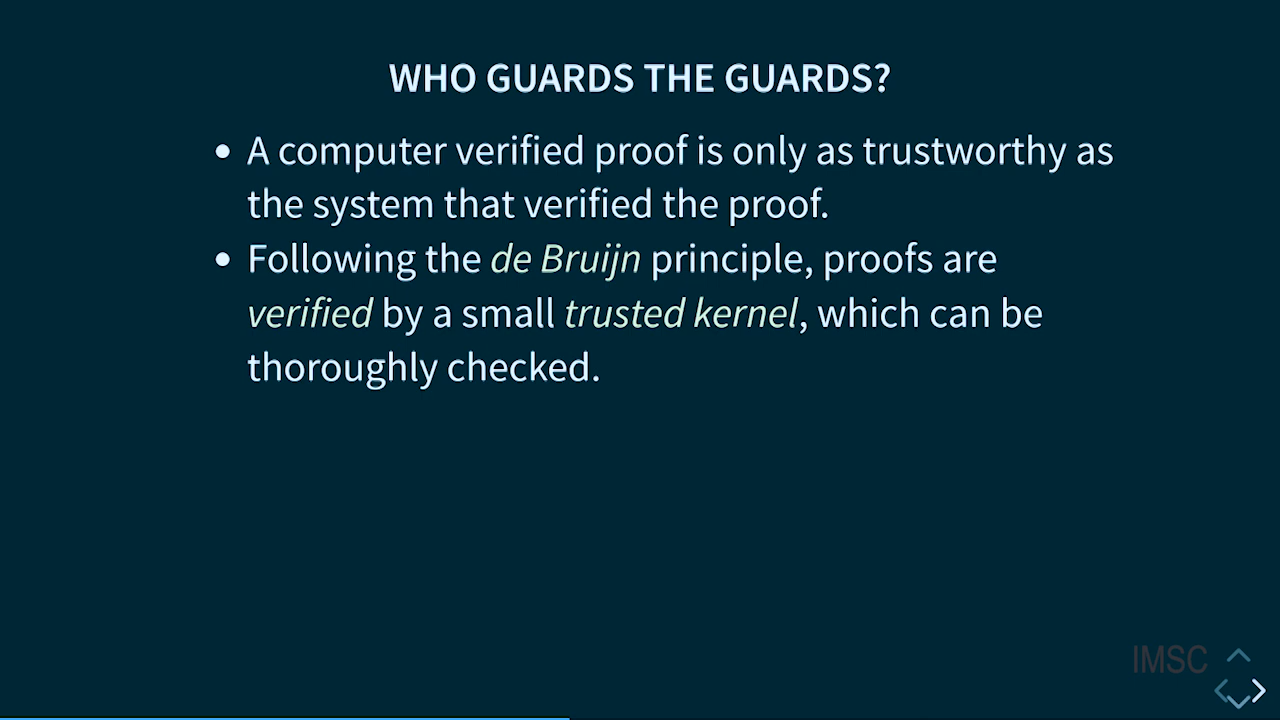 WHO GUARDS THE GUARDS?
• A computer verified proof is only as trustworthy as
the system that verified the proof.
• Following the de Bruijn principle, proofs are
verified by a small trusted kernel, which can be
thoroughly checked.
IMSC